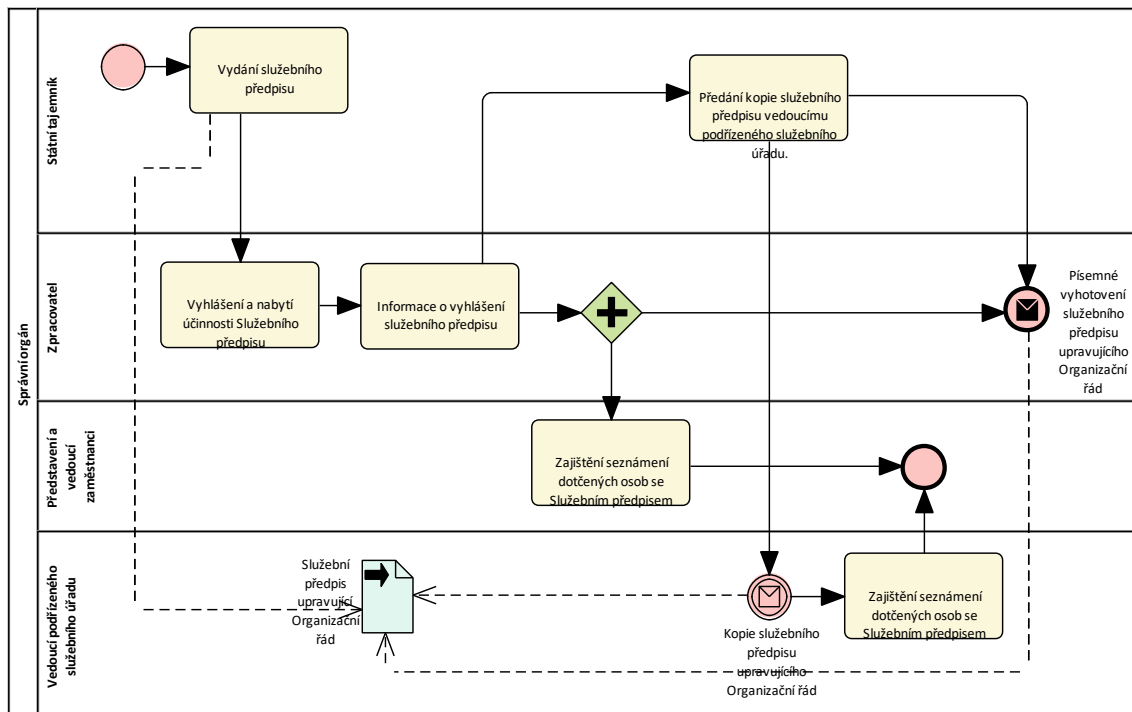 Správní orgán
Státní tajemník
Vydání služebního
předpisu
Předání kopie služebního
předpisu vedoucímu
podřízeného služebního
úřadu.
Zpracovatel
Vyhlášení a nabytí
účinnosti Služebního
předpisu
Informace o vyhlášení
služebního předpisu
Písemné
vyhotovení
služebního
předpisu
upravujícího
Organizační
řád
Představení a
vedoucí
zaměstnanci
Zajištění seznámení
dotčených osob se
Služebním předpisem
Vedoucí podřízeného
služebního úřadu
Služební
předpis
upravující
Organizační
řád
Kopie služebního
předpisu
upravujícího
Organizační řád
Zajištění seznámení
dotčených osob se
Služebním předpisem